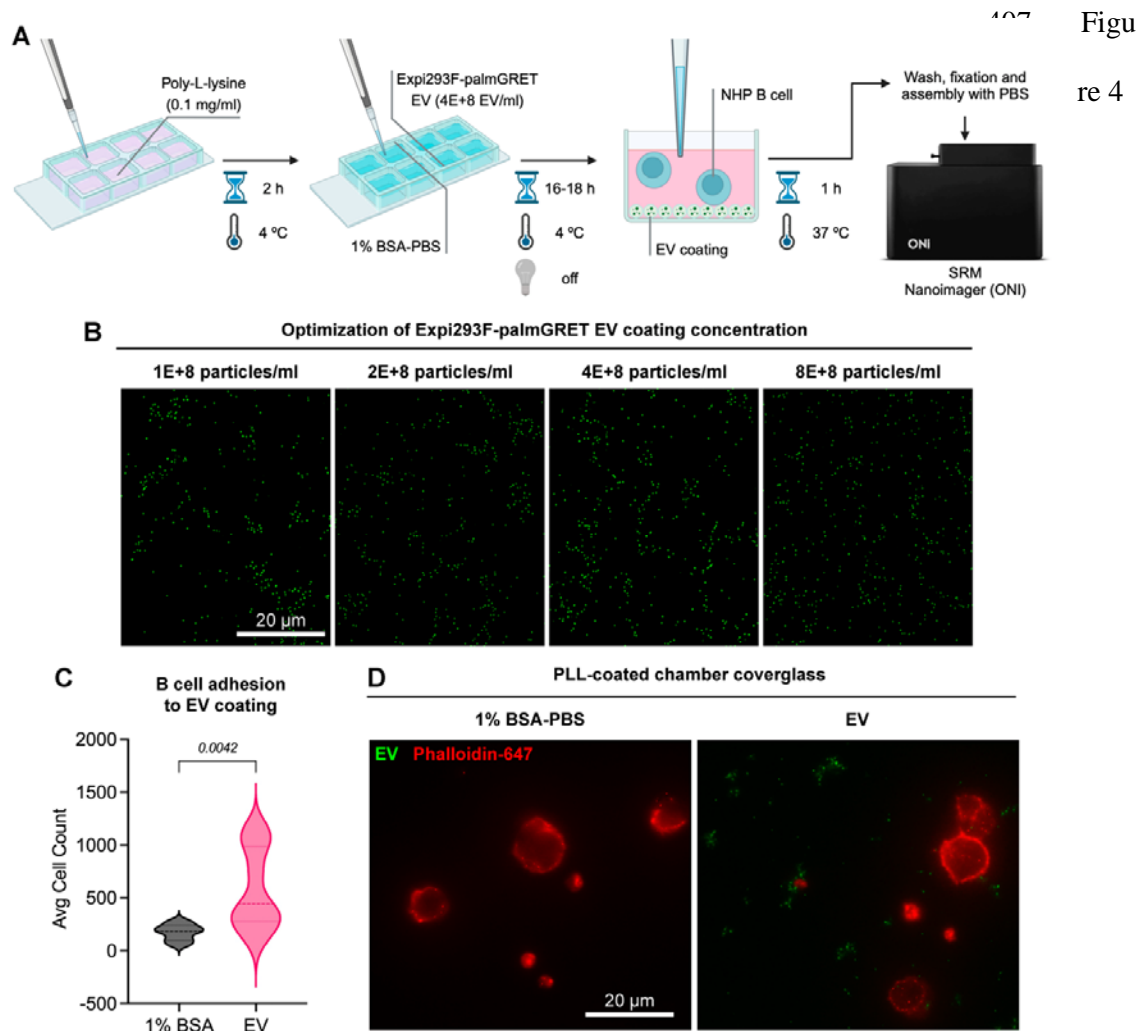 Figu
re 4
A
Poly-L-lysine
(0.1 mg/ml)
2 h
4 ºC
Expi293F-palmGRET
EV (4E+8 EV/ml)
1% BSA-PBS
16-18 h
4 ºC
off
NHP B cell
EV coating
1 h
37 ºC
Wash, fixation and
assembly with PBS
ONi
SRM
Nanoimager (ONI)
B
Optimization of Expi293F-palmGRET EV coating concentration
1E+8 particles/ml
2E+8 particles/ml
4E+8 particles/ml
8E+8 particles/ml
20 µm
C
B cell adhesion
to EV coating
0.0042
Avg Cell Count
2000
1500
1000
500
0
-500
1% BSA
EV
D
PLL-coated chamber coverglass
1% BSA-PBS
EV
EV Phalloidin-647
20 µm